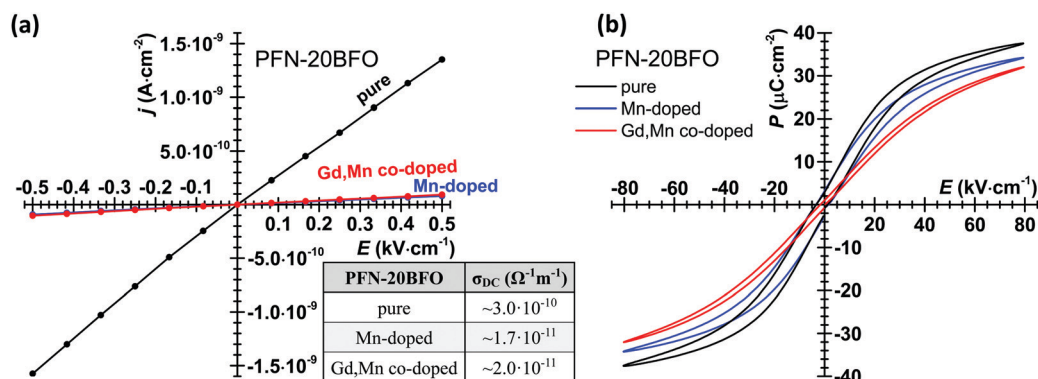 (a)
j (A·cm⁻²)
1.5·10⁻⁹
1.0·10⁻⁹
5.0·10⁻¹⁰
PFN-20BFO
pure
Gd,Mn co-doped
Mn-doped
-0.5 -0.4 -0.3 -0.2 -0.1
0.1 0.2 0.3 0.4 0.5
E (kV·cm⁻¹)
-5.0·10⁻¹⁰
-1.0·10⁻⁹
-1.5·10⁻⁹
PFN-20BFO σDC (Ω⁻¹m⁻¹)
pure ~3.0·10⁻¹⁰
Mn-doped ~1.7·10⁻¹¹
Gd,Mn co-doped ~2.0·10⁻¹¹
(b)
PFN-20BFO
pure
Mn-doped
Gd,Mn co-doped
P (μC·cm⁻²)
40
30
20
10
-80 -60 -40 -20
E (kV·cm⁻¹)
20 40 60 80
-10
-20
-30
-40